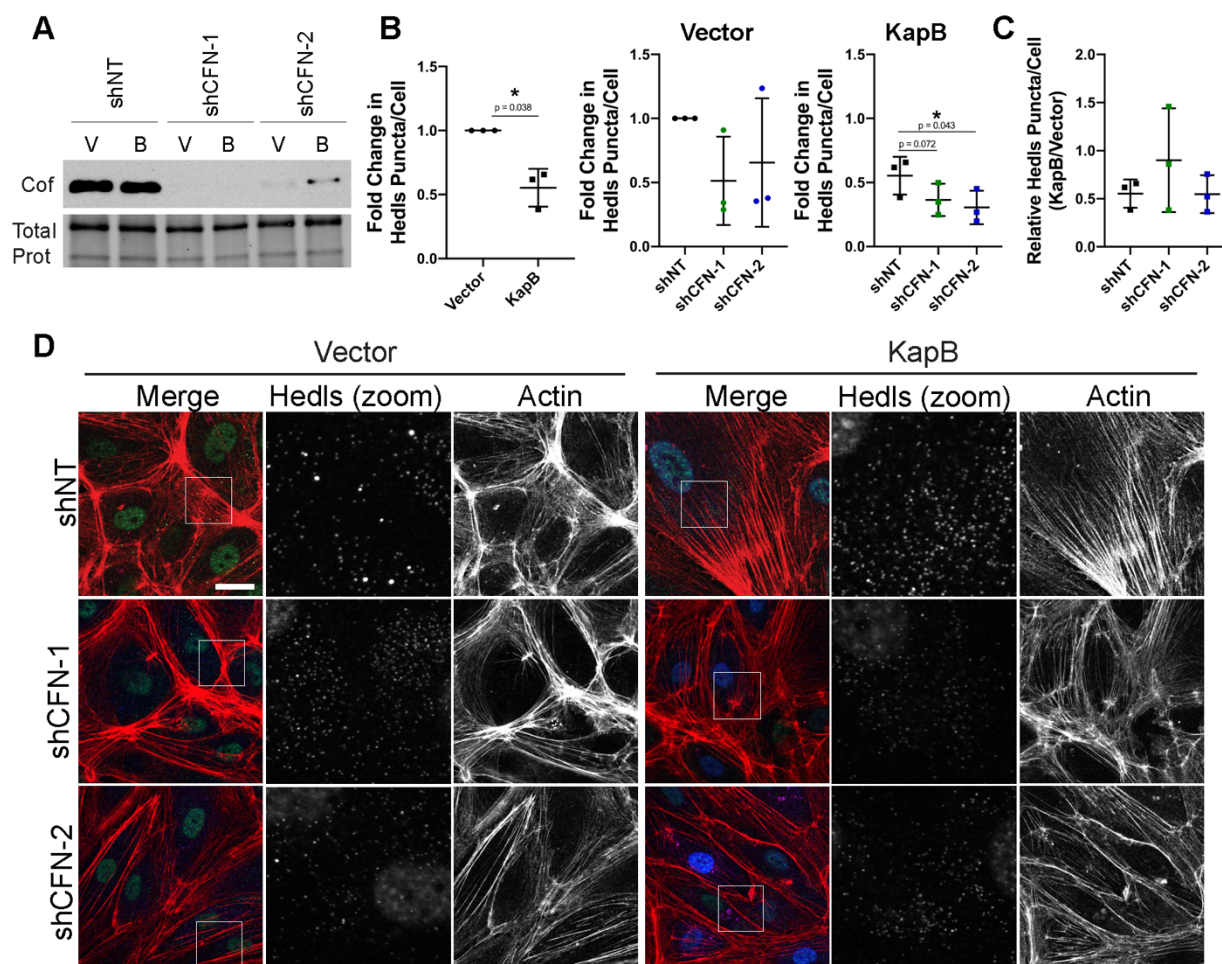 A
shNT
shCFN-1
shCFN-2
V B V B V B
Cof
Total
Prot
B
Fold Change in
Hedls Puncta/Cell
1.5
1.0
0.5
0.0
*
p = 0.038
Vector
KapB
Vector
Fold Change in
Hedls Puncta/Cell
1.5
1.0
0.5
0.0
shNT
shCFN-1
shCFN-2
KapB
Fold Change in
Hedls Puncta/Cell
1.5
1.0
0.5
0.0
*
p = 0.043
p = 0.072
shNT
shCFN-1
shCFN-2
C
Relative Hedls Puncta/Cell
(KapB/Vector)
2.0
1.5
1.0
0.5
0.0
shNT
shCFN-1
shCFN-2
D
Vector KapB
Merge Hedls (zoom) Actin Merge Hedls (zoom) Actin
shNT
shCFN-1
shCFN-2